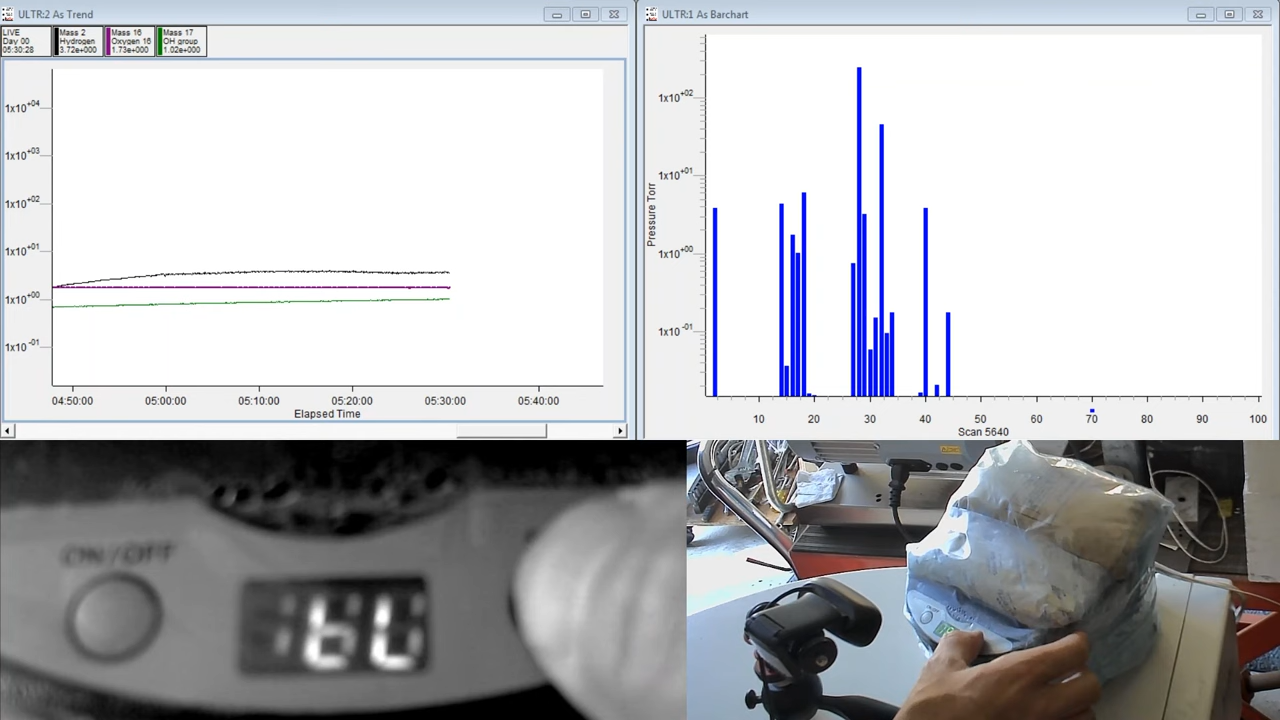 ULTR:2 As Trend
LIVE
Day 00
05:30:28
Mass 2
Hydrogen
3.72e+000
Mass 16
Oxygen 16
1.73e+000
Mass 17
OH group
1.02e+000
1x10+04
1x10+03
1x10+02
1x10+01
1x10+00
1x10-01
04:50:00 05:00:00 05:10:00 05:20:00 05:30:00 05:40:00
Elapsed Time
ULTR:1 As Barchart
Pressure Torr
1x10+02
1x10+01
1x10+00
1x10-01
10 20 30 40 50 60 70 80 90 100
Scan 5640
ON/OFF